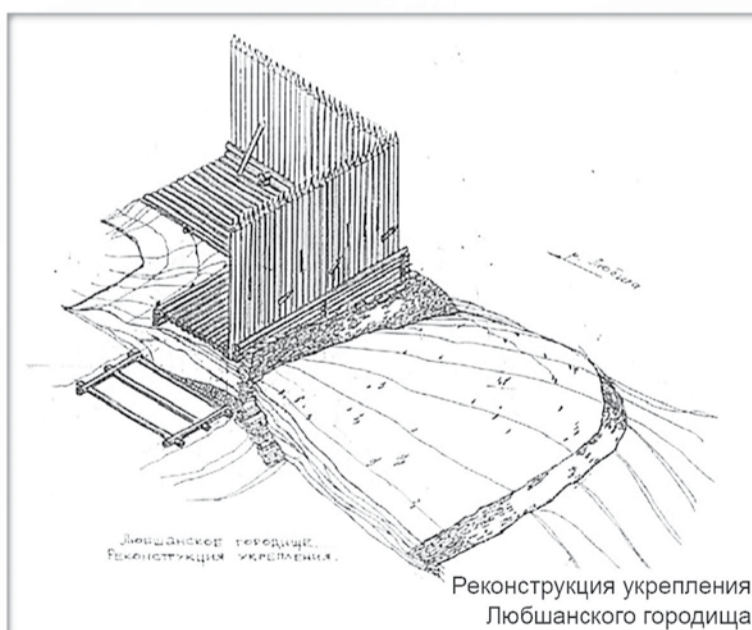 р. Любша
Любшанское городище.
Реконструкция укрепления.
Реконструкция укрепления
Любшанского городища